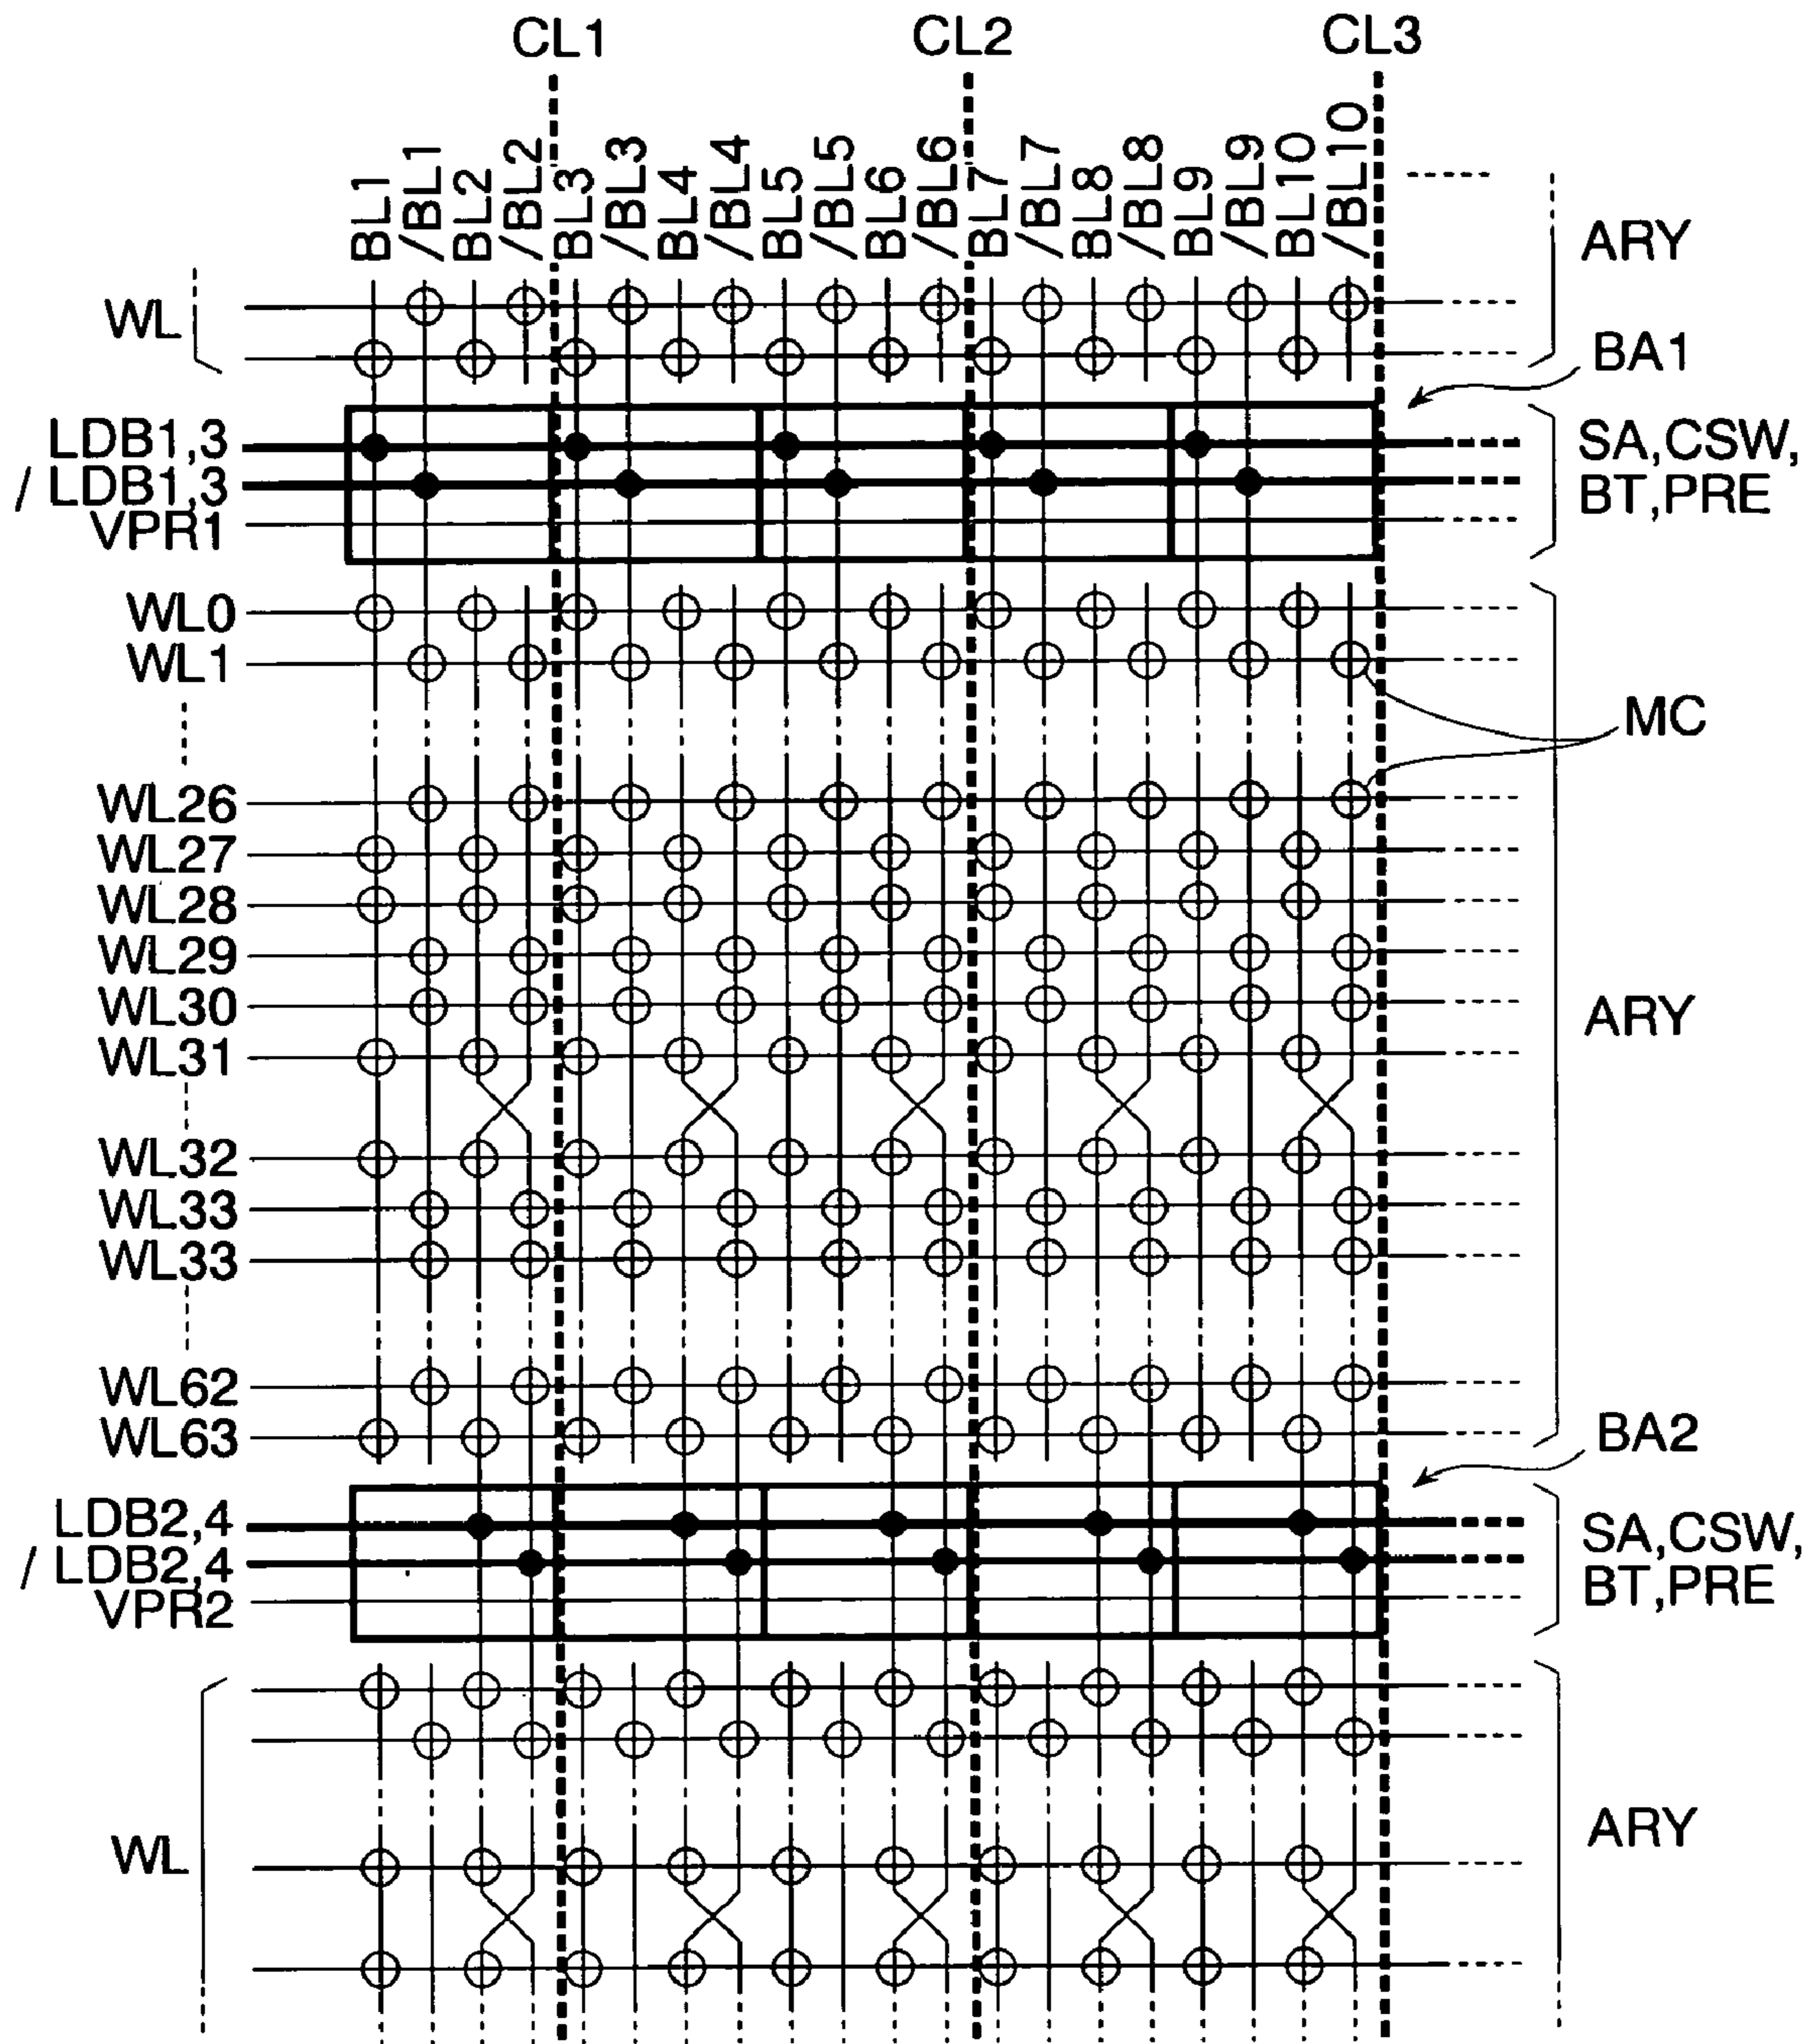 CL1 CL2 CL3
BL1 /BL1 BL2 /BL2 BL3 /BL3 BL4 /BL4 BL5 /BL5 BL6 /BL6 BL7 /BL7 BL8 /BL8 BL9 /BL9 BL10 /BL10
ARY
WL
BA1
LDB1,3
/ LDB1,3
VPR1
SA,CSW,
BT,PRE
WL0
WL1
MC
WL26
WL27
WL28
WL29
WL30
ARY
WL31
WL32
WL33
WL33
WL62
WL63
BA2
LDB2,4
/ LDB2,4
VPR2
SA,CSW,
BT,PRE
WL
ARY